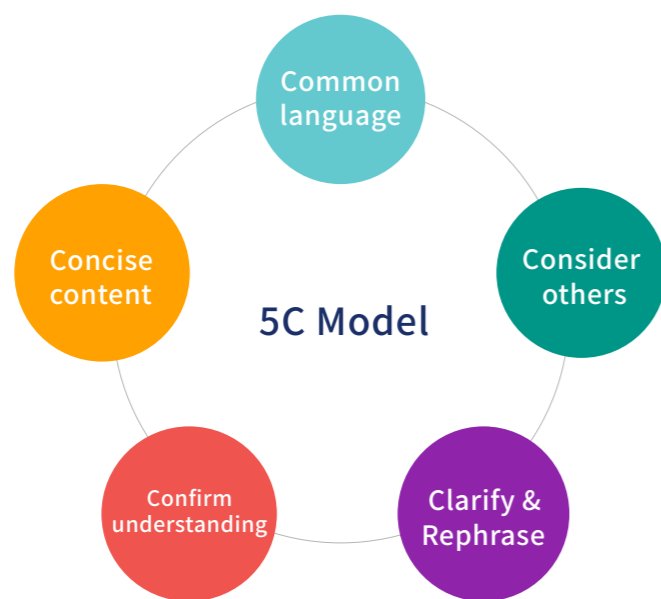 Common
language
Consider
others
Clarify &
Rephrase
Confirm
understanding
Concise
content
5C Model